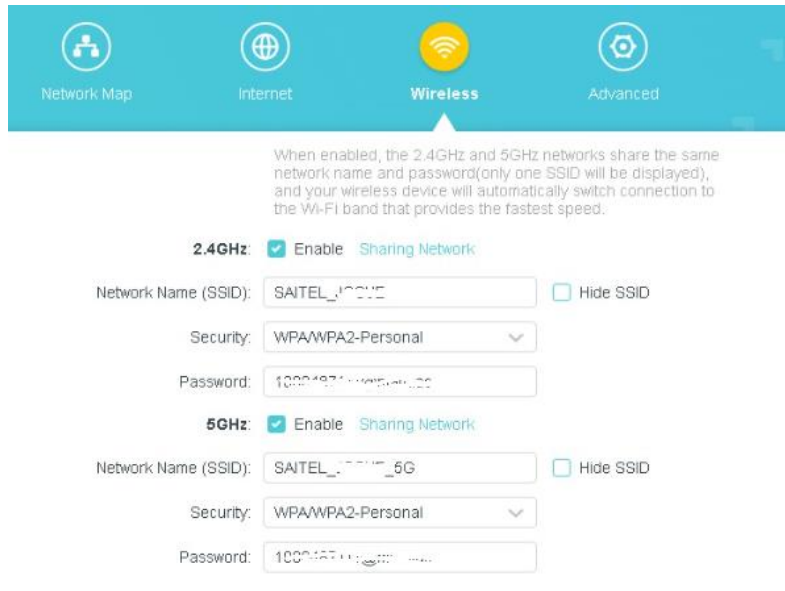 Network Map Internet Wireless Advanced
When enabled, the 2.4GHz and 5GHz networks share the same
network name and password(only one SSID will be displayed),
and your wireless device will automatically switch connection to
the Wi-Fi band that provides the fastest speed.
2.4GHz: Enable Sharing Network
Network Name (SSID): Hide SSID
Security: WPA/WPA2-Personal
Password:
5GHz: Enable Sharing Network
Network Name (SSID): Hide SSID
Security: WPA/WPA2-Personal
Password: